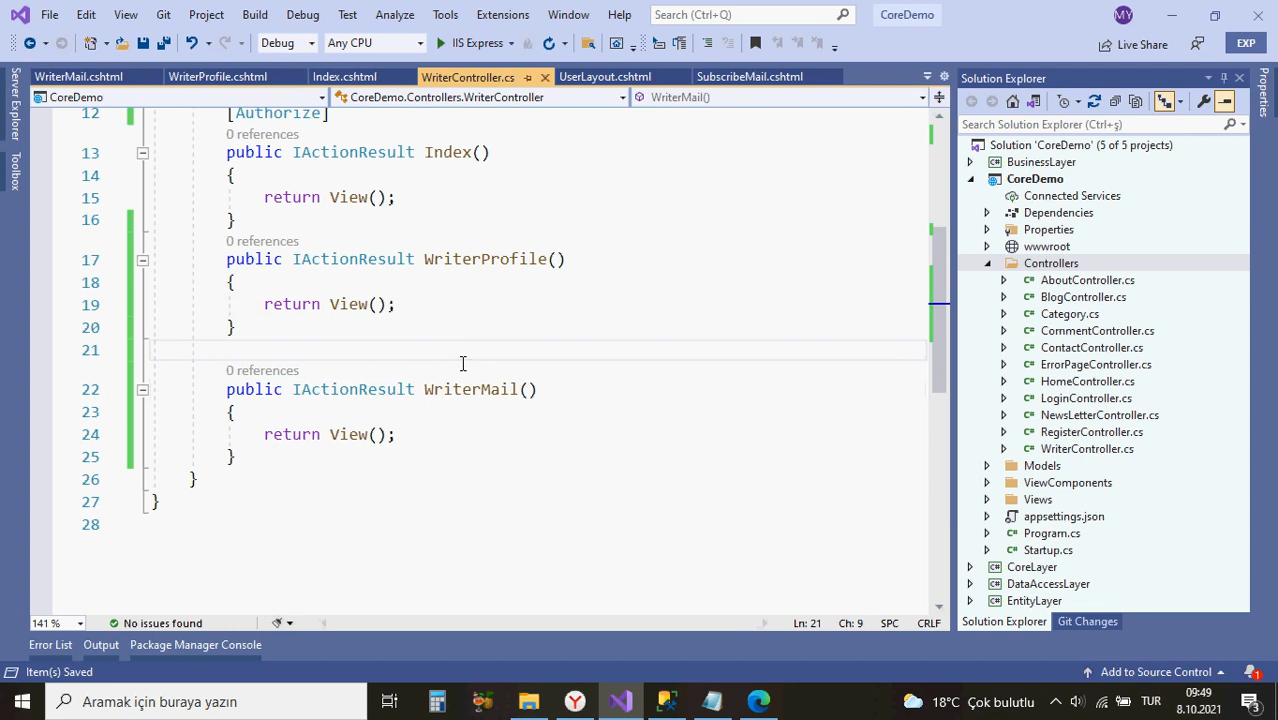 File Edit View Git Project Build Debug Test Analyze Tools Extensions Window Help Search (Ctrl+Q) CoreDemo MY
Debug Any CPU IIS Express Live Share EXP
WriterMail.cshtml WriterProfile.cshtml Index.cshtml WriterController.cs UserLayout.cshtml SubscribeMail.cshtml
CoreDemo CoreDemo.Controllers.WriterController WriterMail()
Server Explorer
Toolbox
12 [Authorize]
0 references
13 public IActionResult Index()
14 {
15 return View();
16 }
0 references
17 public IActionResult WriterProfile()
18 {
19 return View();
20 }
21
0 references
22 public IActionResult WriterMail()
23 {
24 return View();
25 }
26 }
27 }
28
141 % No issues found Ln: 21 Ch: 9 SPC CRLF
Error List Output Package Manager Console
Item(s) Saved Add to Source Control 1
Solution Explorer
Search Solution Explorer (Ctrl+ş)
Solution 'CoreDemo' (5 of 5 projects)
BusinessLayer
CoreDemo
Connected Services
Dependencies
Properties
wwwroot
Controllers
AboutController.cs
BlogController.cs
Category.cs
CommentController.cs
ContactController.cs
ErrorPageController.cs
HomeController.cs
LoginController.cs
NewsLetterController.cs
RegisterController.cs
WriterController.cs
Models
ViewComponents
Views
appsettings.json
Program.cs
Startup.cs
CoreLayer
DataAccessLayer
EntityLayer
Solution Explorer Git Changes
Properties
Aramak için buraya yazın 18°C Çok bulutlu TUR 09:49
8.10.2021 3